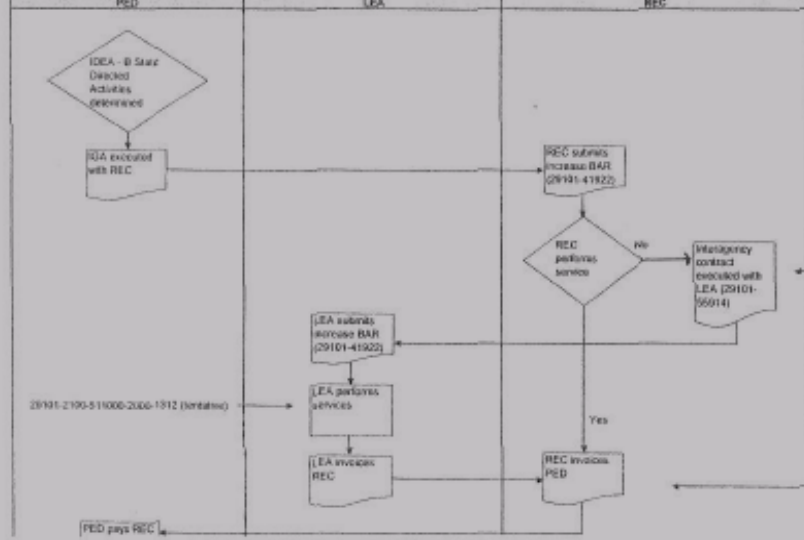 PED
LEA
REC
IDEA - B State
Directed
Activities
determined
IGA executed
with REC
REC submits
increase BAR
(29101-41922)
REC
performs
service
No
Interagency
contract
executed with
LEA (29101-
55914)
LEA submits
increase BAR
(29101-41922)
LEA performs
services
29101-2100-511000-2000-1312 (tentative)
Yes
LEA invoices
REC
REC invoices
PED
PED pays REC